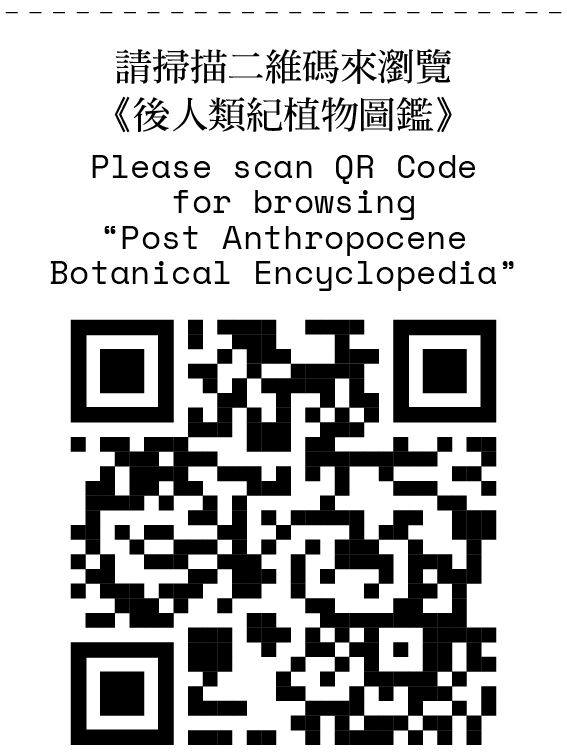 請掃描二維碼來瀏覽
《後人類紀植物圖鑑》
Please scan QR Code
for browsing
“Post Anthropocene
Botanical Encyclopedia”